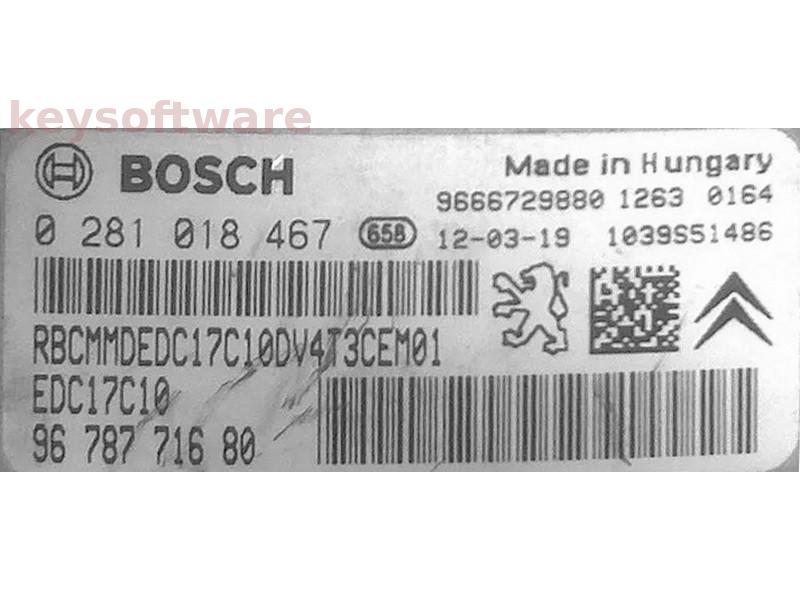 keysoftware
BOSCH
Made in Hungary
9666729880 1263 0164
0 281 018 467 658 12-03-19 1039S51486
RBCMMDEDC17C10DV4T3CEM01
EDC17C10
96 787 716 80